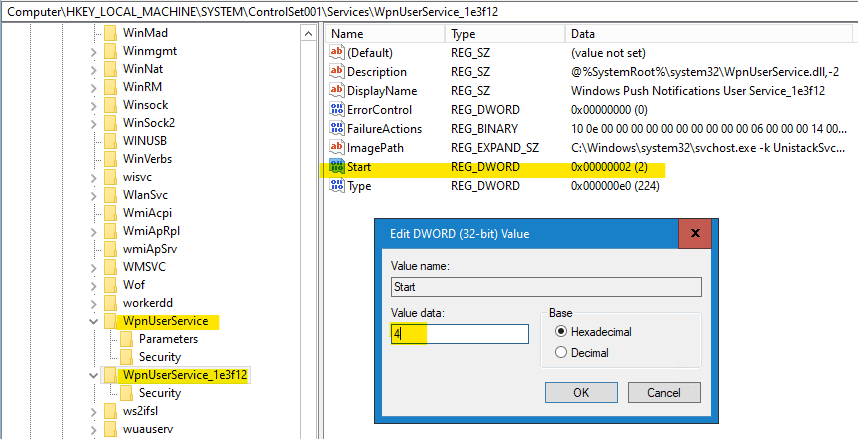 Computer\HKEY_LOCAL_MACHINE\SYSTEM\ControlSet001\Services\WpnUserService_1e3f12
WinMad
Winmgmt
WinNat
WinRM
Winsock
WinSock2
WINUSB
WinVerbs
wisvc
WlanSvc
WmiAcpi
WmiApRpl
wmiApSrv
WMSVC
Wof
workerdd
WpnUserService
Parameters
Security
WpnUserService_1e3f12
Security
ws2ifsl
wuauserv
Name Type Data
(Default) REG_SZ (value not set)
Description REG_SZ @%SystemRoot%\system32\WpnUserService.dll,-2
DisplayName REG_SZ Windows Push Notifications User Service_1e3f12
ErrorControl REG_DWORD 0x00000000 (0)
FailureActions REG_BINARY 10 0e 00 00 00 00 00 00 00 00 00 00 06 00 00 00 14 00...
ImagePath REG_EXPAND_SZ C:\Windows\system32\svchost.exe -k UnistackSvc...
Start REG_DWORD 0x00000002 (2)
Type REG_DWORD 0x000000e0 (224)
Edit DWORD (32-bit) Value
X
Value name:
Start
Value data:
4
Base
Hexadecimal
Decimal
OK
Cancel